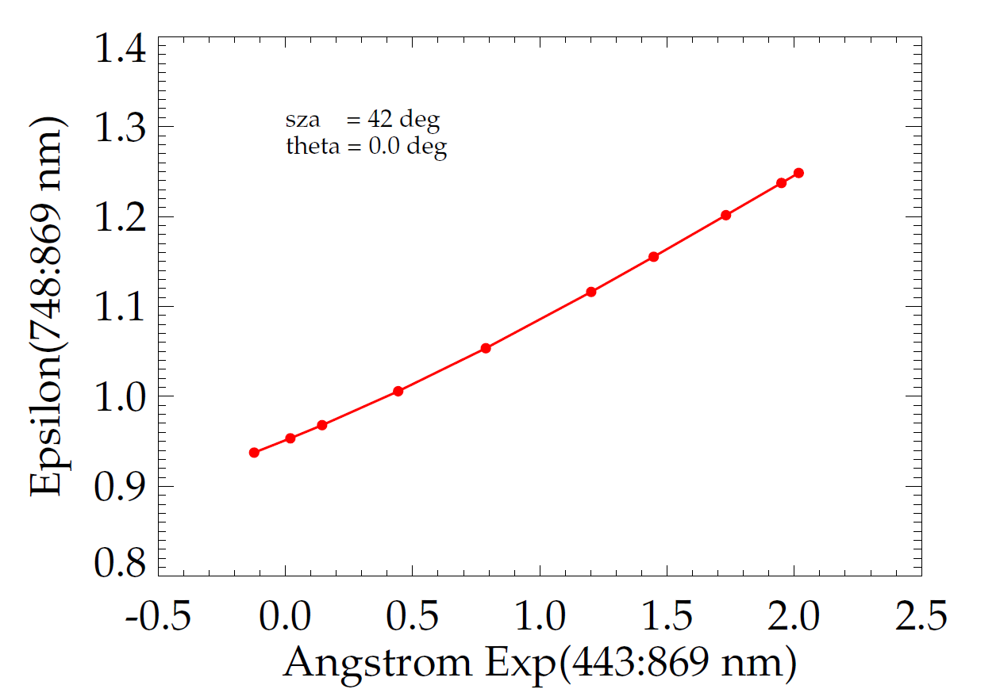 1.4
1.3
1.2
1.1
1.0
0.9
0.8
Epsilon(748:869 nm)
sza = 42 deg
theta = 0.0 deg
-0.5 0.0 0.5 1.0 1.5 2.0 2.5
Angstrom Exp(443:869 nm)